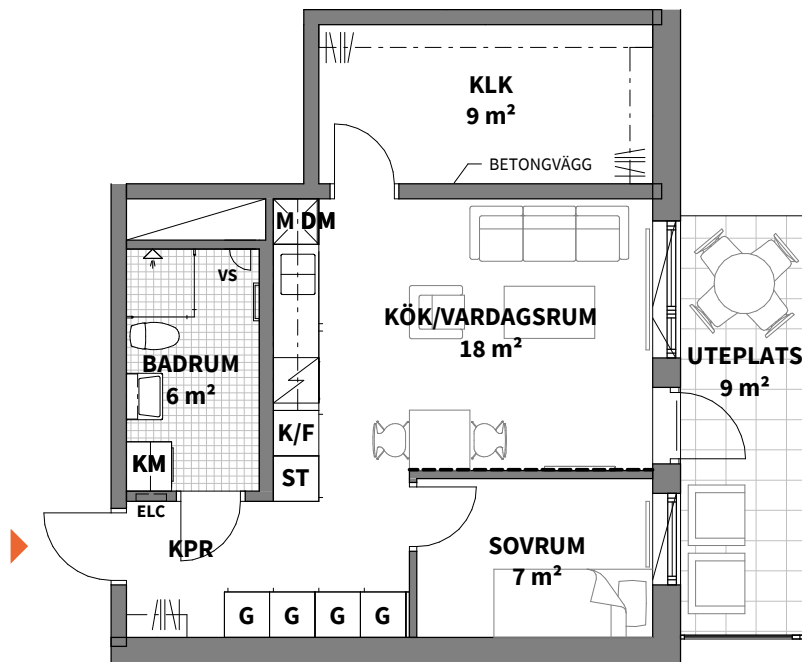 KLK
9 m²
BETONGVÄGG
M DM
VS
KÖK/VARDAGSRUM
18 m²
UTEPLATS
9 m²
BADRUM
6 m²
K/F
KM
ST
ELC
KPR
SOVRUM
7 m²
G G G G